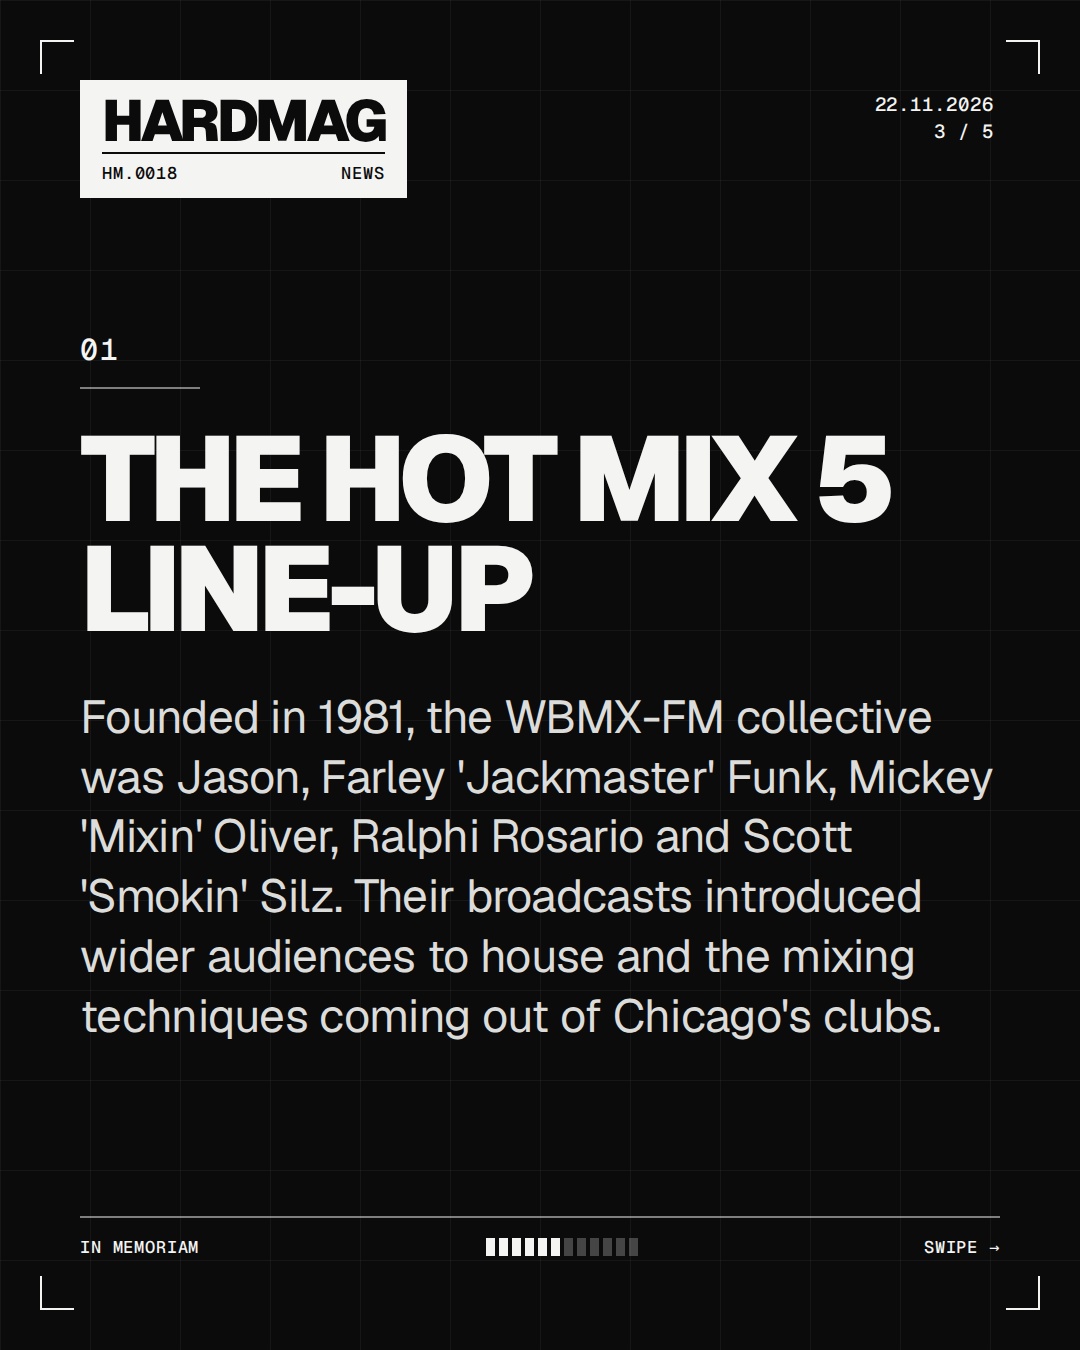 HARDMAG
HM.0018 NEWS
22.11.2026
3 / 5
01
THE HOT MIX 5
LINE-UP
Founded in 1981, the WBMX-FM collective
was Jason, Farley 'Jackmaster' Funk, Mickey
'Mixin' Oliver, Ralphi Rosario and Scott
'Smokin' Silz. Their broadcasts introduced
wider audiences to house and the mixing
techniques coming out of Chicago's clubs.
IN MEMORIAM
SWIPE →